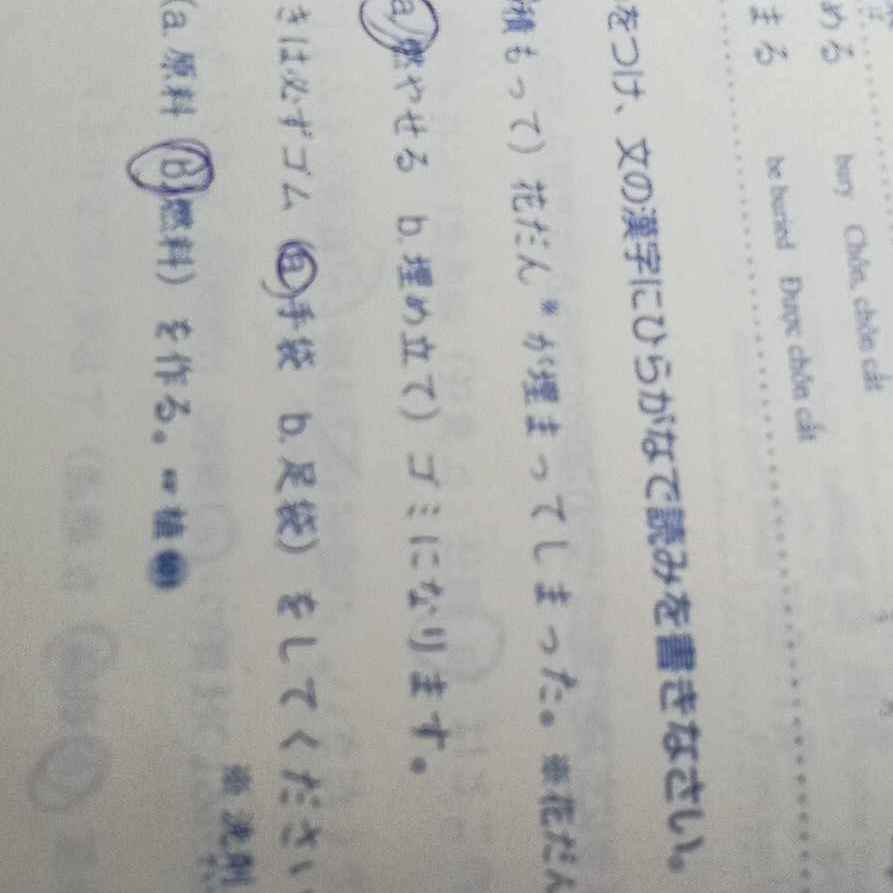 める bury Chôn, chôn cất
まる be buried Được chôn cất
をつけ、文の漢字にひらがなで読みを書きなさい。
積もって）花だん*が埋まってしまった。※花だん
a 燃やせる b.埋め立て）ゴミになります。
きは必ずゴム（a 手袋 b.足袋）をしてください
※洗剤
（a.原料 B 燃料）を作る。☞植